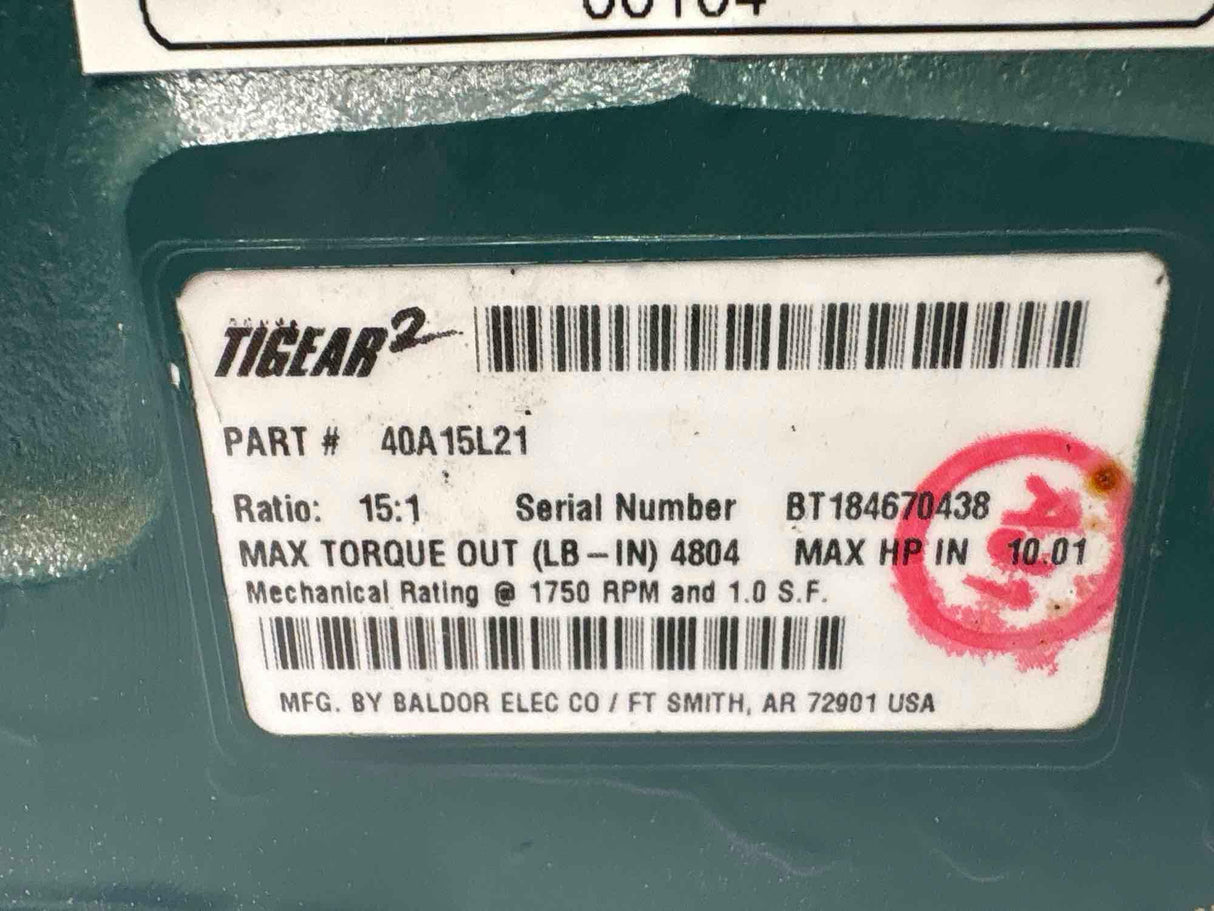 TIGEAR2
PART # 40A15L21
Ratio: 15:1 Serial Number BT184670438
MAX TORQUE OUT (LB-IN) 4804 MAX HP IN 10.01
Mechanical Rating @ 1750 RPM and 1.0 S.F.
MFG. BY BALDOR ELEC CO / FT SMITH, AR 72901 USA